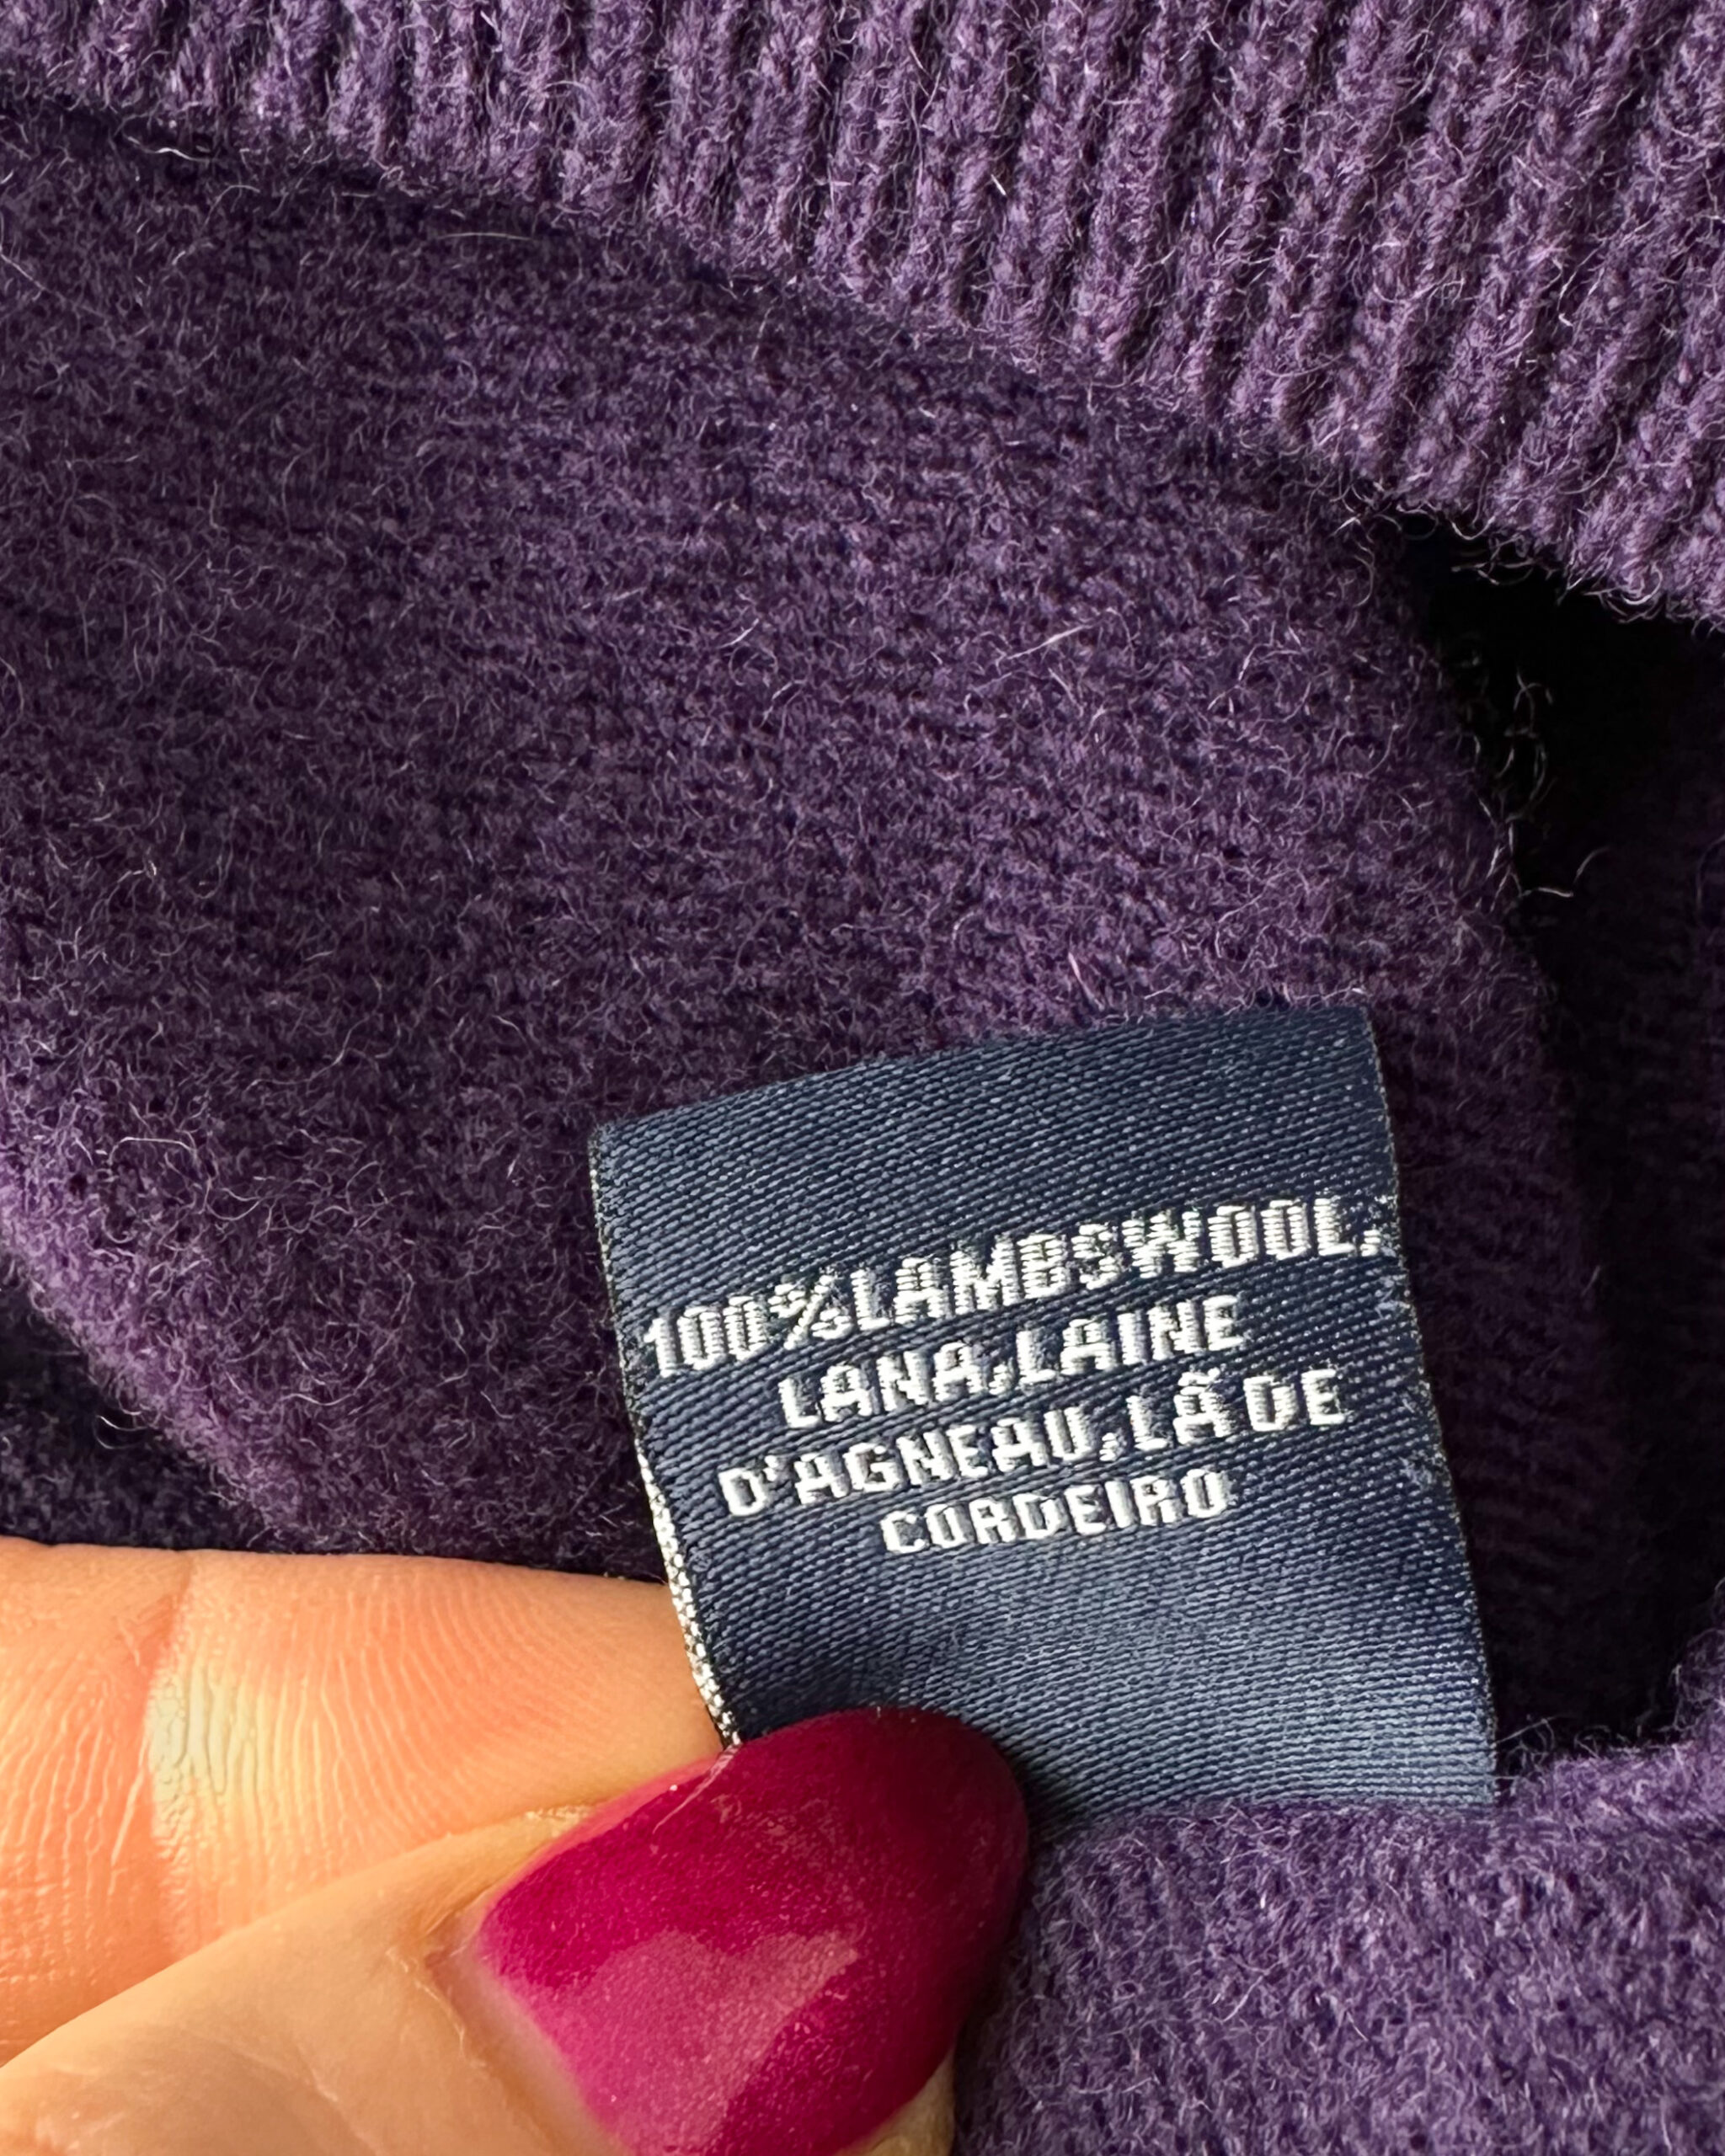 100%LAMBSWOOL,
LANA,LAINE
D'AGNEAU,LÃ DE
CORDEIRO